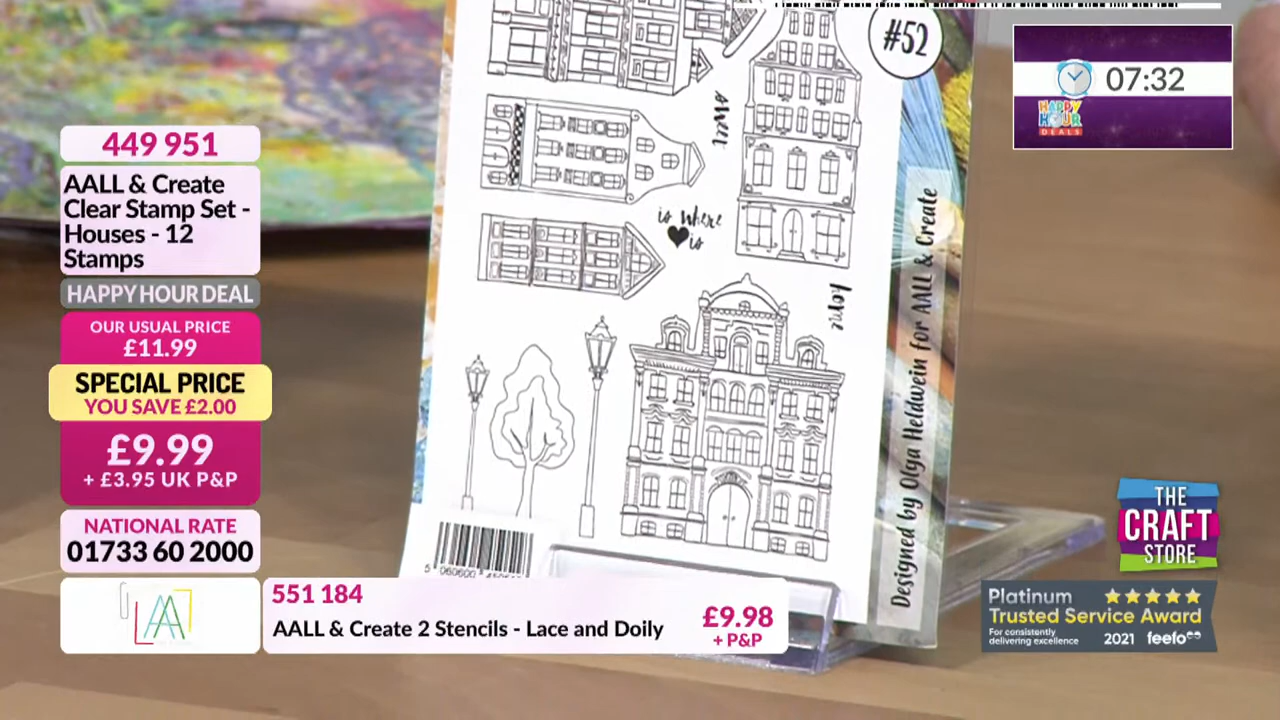 449 951
AALL & Create
Clear Stamp Set -
Houses - 12
Stamps
HAPPY HOUR DEAL
OUR USUAL PRICE
£11.99
SPECIAL PRICE
YOU SAVE £2.00
£9.99
+ £3.95 UK P&P
NATIONAL RATE
01733 60 2000
551 184
AALL & Create 2 Stencils - Lace and Doily
£9.98
+ P&P
#52
sweet
is where
is
home
Designed by Olga Heldwein for AALL & Create
07:32
HAPPY
HOUR
DEALS
THE
CRAFT
STORE
Platinum
Trusted Service Award
For consistently
delivering excellence
2021 feefo